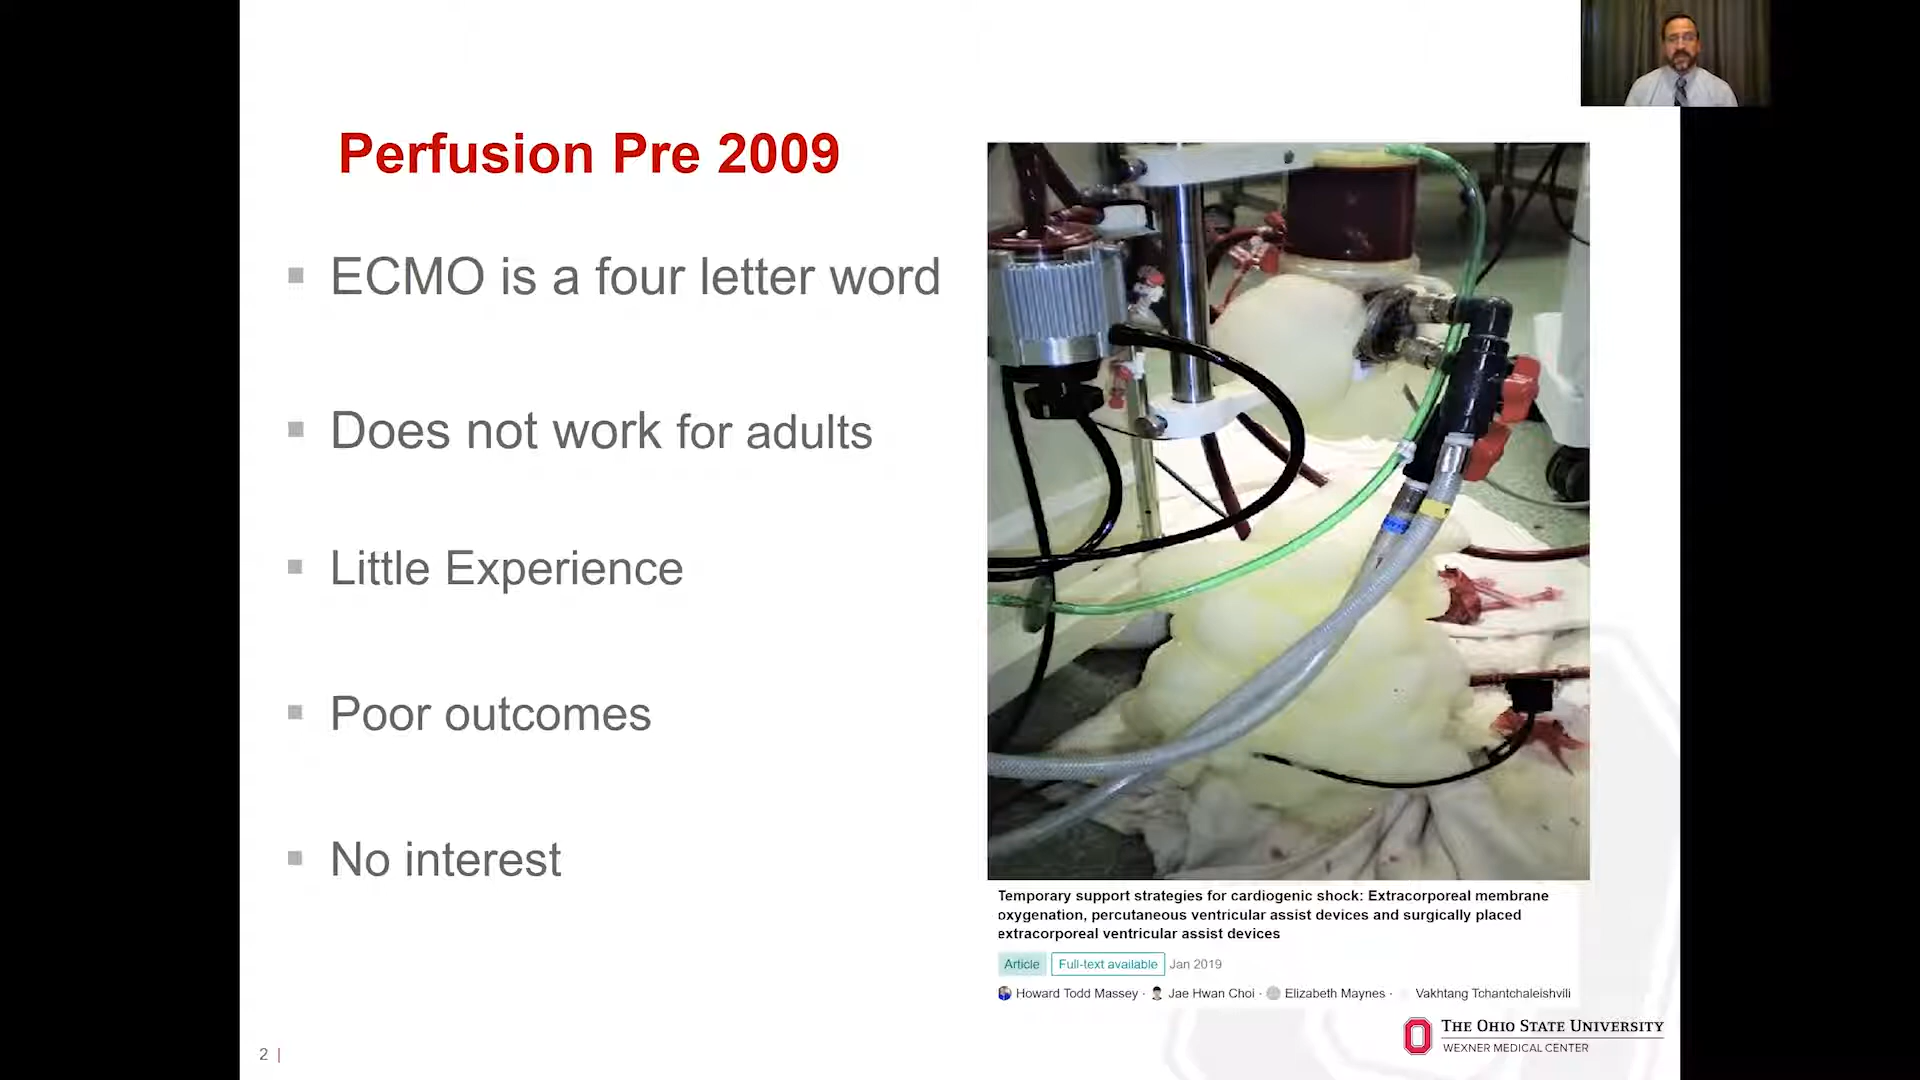 Perfusion Pre 2009
ECMO is a four letter word
Does not work for adults
Little Experience
Poor outcomes
No interest
Temporary support strategies for cardiogenic shock: Extracorporeal membrane
oxygenation, percutaneous ventricular assist devices and surgically placed
extracorporeal ventricular assist devices
Article Full-text available Jan 2019
Howard Todd Massey · Jae Hwan Choi · Elizabeth Maynes · Vakhtang Tchantchaleishvili
THE OHIO STATE UNIVERSITY
WEXNER MEDICAL CENTER
2 |